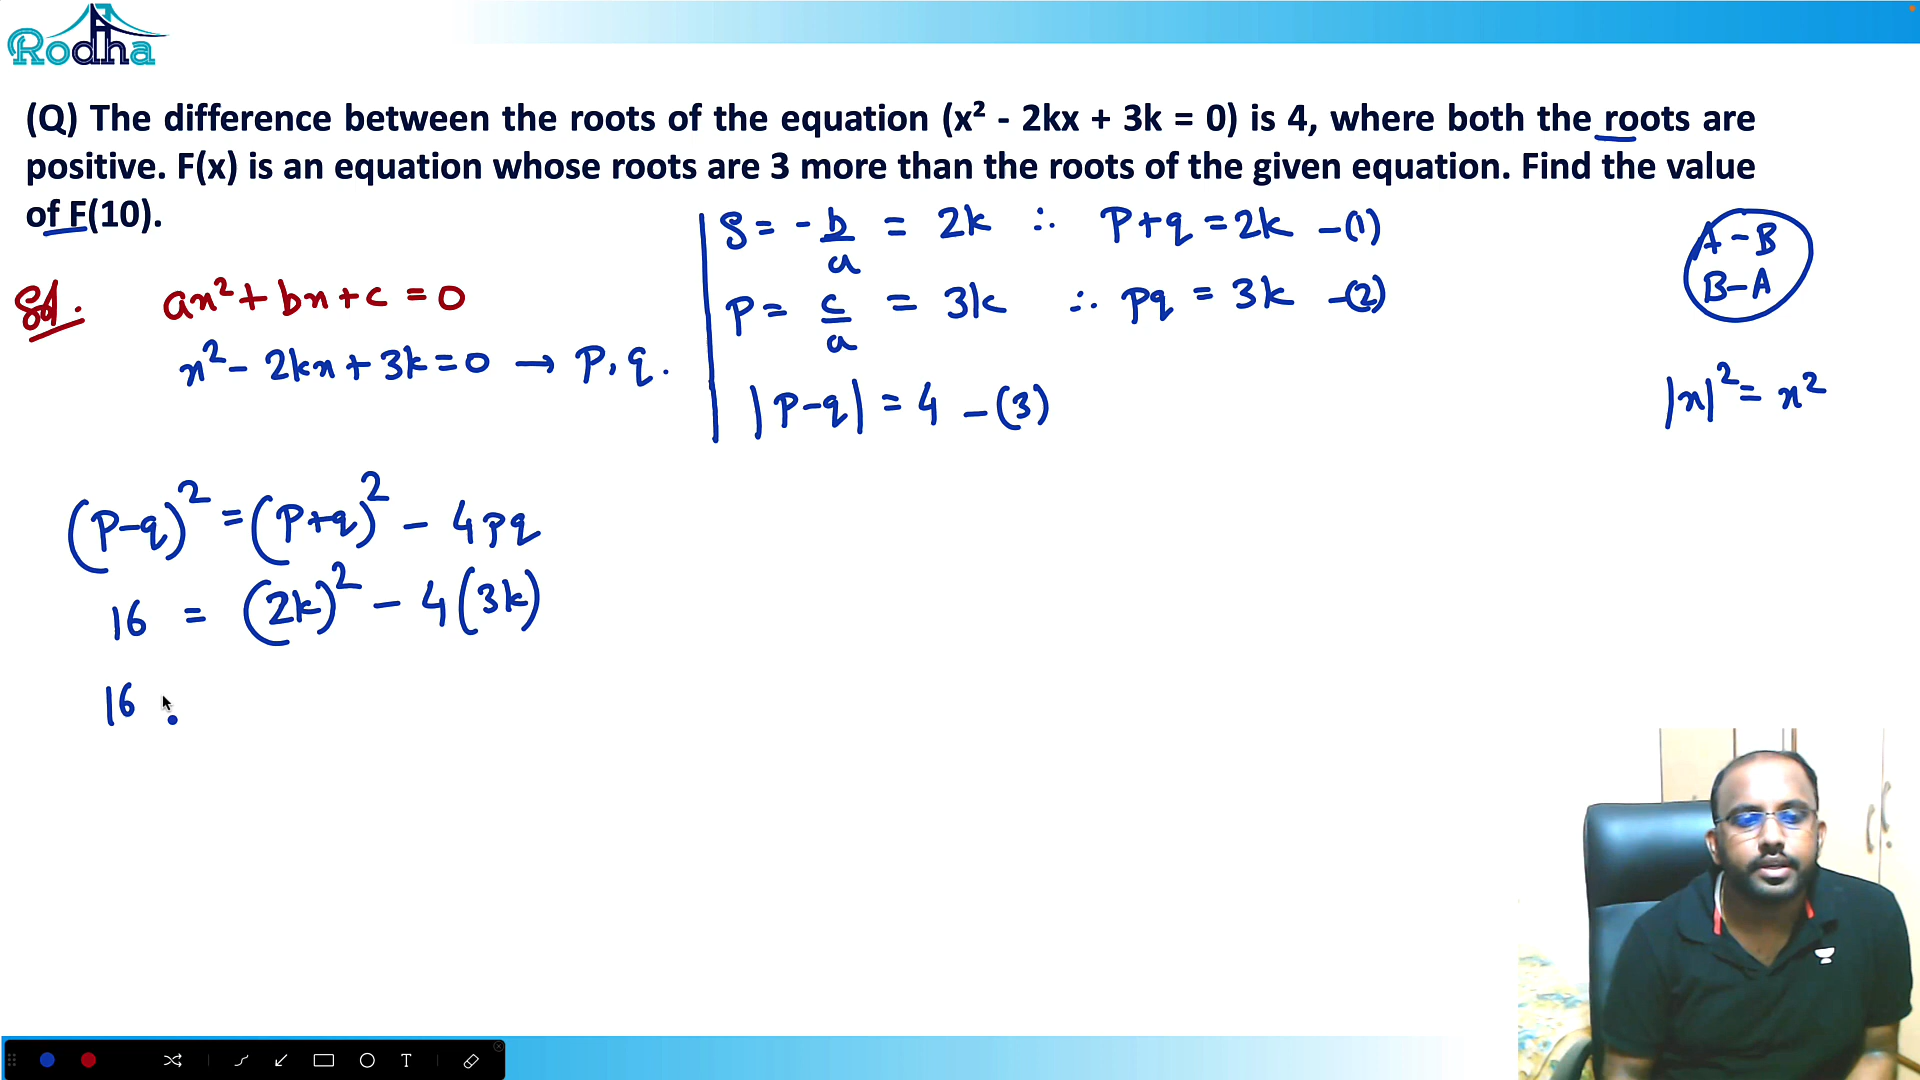 Rodha
(Q) The difference between the roots of the equation (x² - 2kx + 3k = 0) is 4, where both the roots are
positive. F(x) is an equation whose roots are 3 more than the roots of the given equation. Find the value
of F(10).
S = -b/a = 2k ∴ p+q = 2k -(1)
A-B
B-A
Sol. ax² + bx + c = 0
P = c/a = 3k ∴ pq = 3k -(2)
x² - 2kx + 3k = 0 → p, q.
|p-q| = 4 -(3)
|x|² = x²
(p-q)² = (p+q)² - 4pq
16 = (2k)² - 4(3k)
16
T